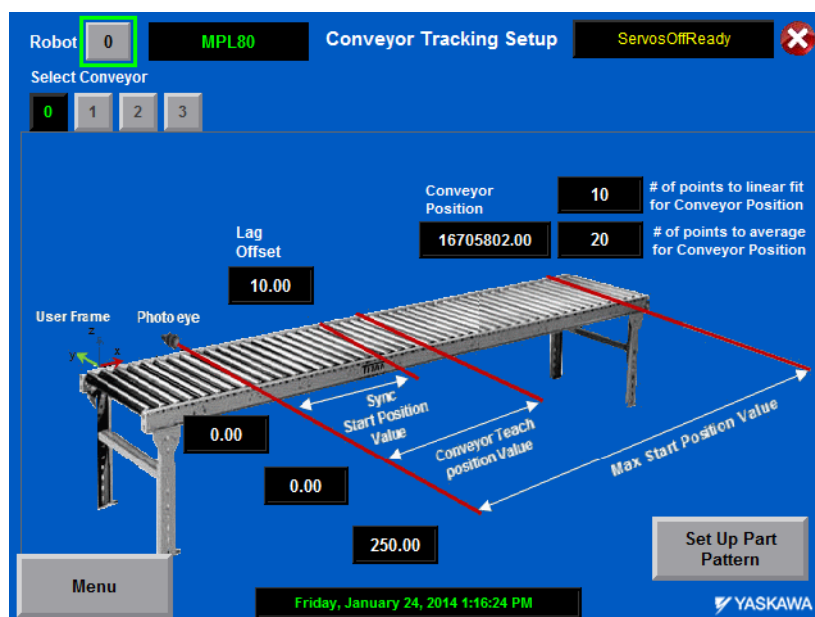 Robot
0
MPL80
Conveyor Tracking Setup
ServosOffReady
Select Conveyor
0
1
2
3
Conveyor
Position
10
# of points to linear fit
for Conveyor Position
16705802.00
20
# of points to average
for Conveyor Position
Lag
Offset
10.00
User Frame
Photo eye
z
y
x
TITAN
Sync
Start Position
Value
Conveyor Teach
position Value
Max Start Position Value
0.00
0.00
250.00
Set Up Part
Pattern
Menu
Friday, January 24, 2014 1:16:24 PM
YASKAWA